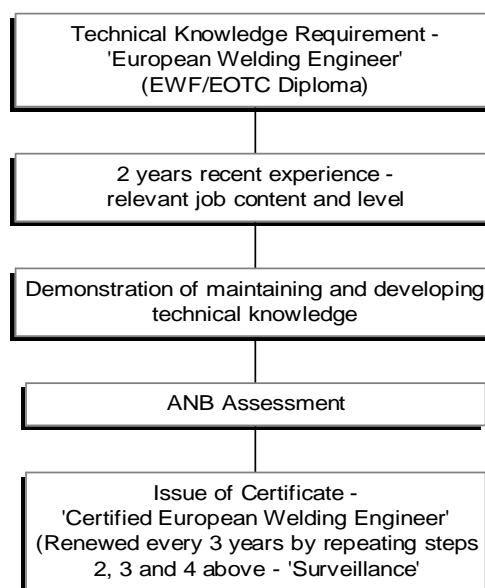 Technical Knowledge Requirement -
'European Welding Engineer'
(EWF/EOTC Diploma)
2 years recent experience -
relevant job content and level
Demonstration of maintaining and developing
technical knowledge
ANB Assessment
Issue of Certificate -
'Certified European Welding Engineer'
(Renewed every 3 years by repeating steps
2, 3 and 4 above - 'Surveillance'